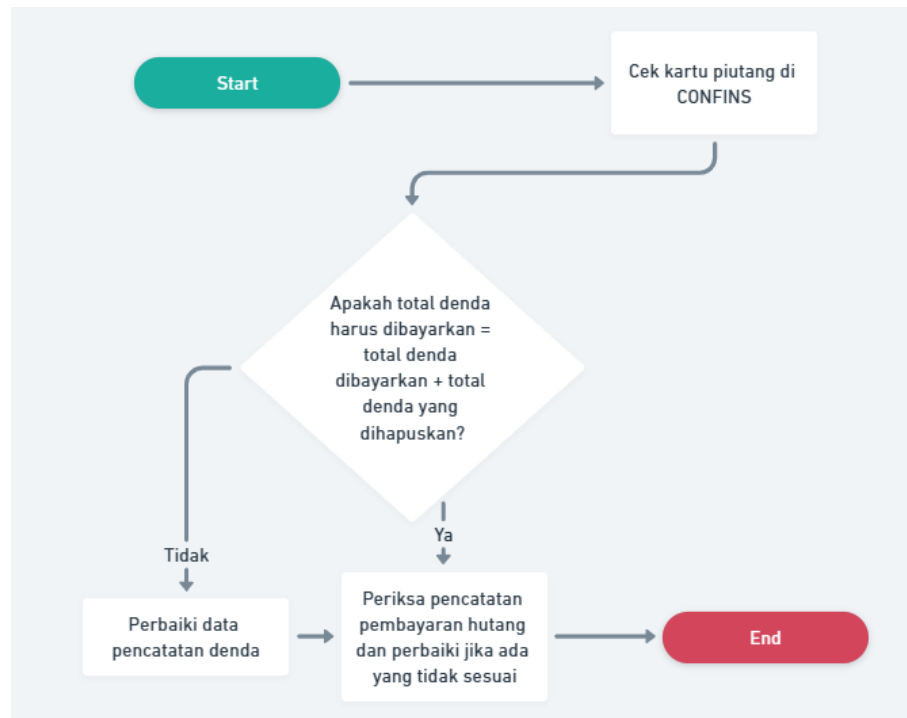 Start
Cek kartu piutang di
CONFINS
Apakah total denda
harus dibayarkan =
total denda
dibayarkan + total
denda yang
dihapuskan?
Tidak
Ya
Perbaiki data
pencatatan denda
Periksa pencatatan
pembayaran hutang
dan perbaiki jika ada
yang tidak sesuai
End